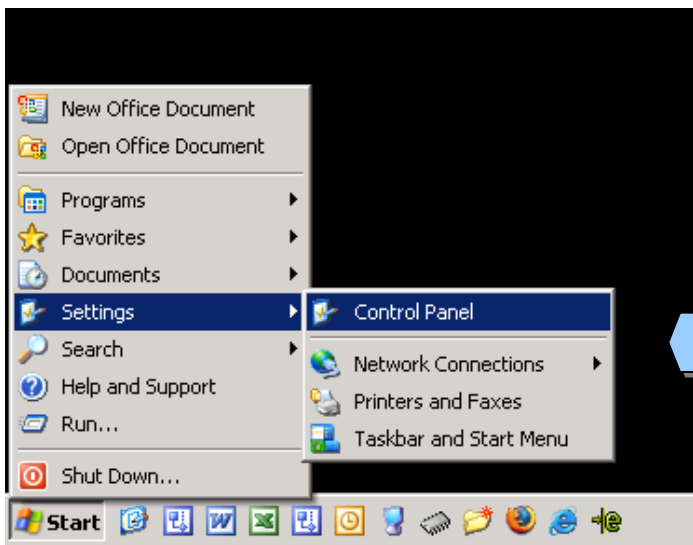 New Office Document
Open Office Document
Programs
Favorites
Documents
Settings
Search
Help and Support
Run...
Shut Down...
Control Panel
Network Connections
Printers and Faxes
Taskbar and Start Menu
Start